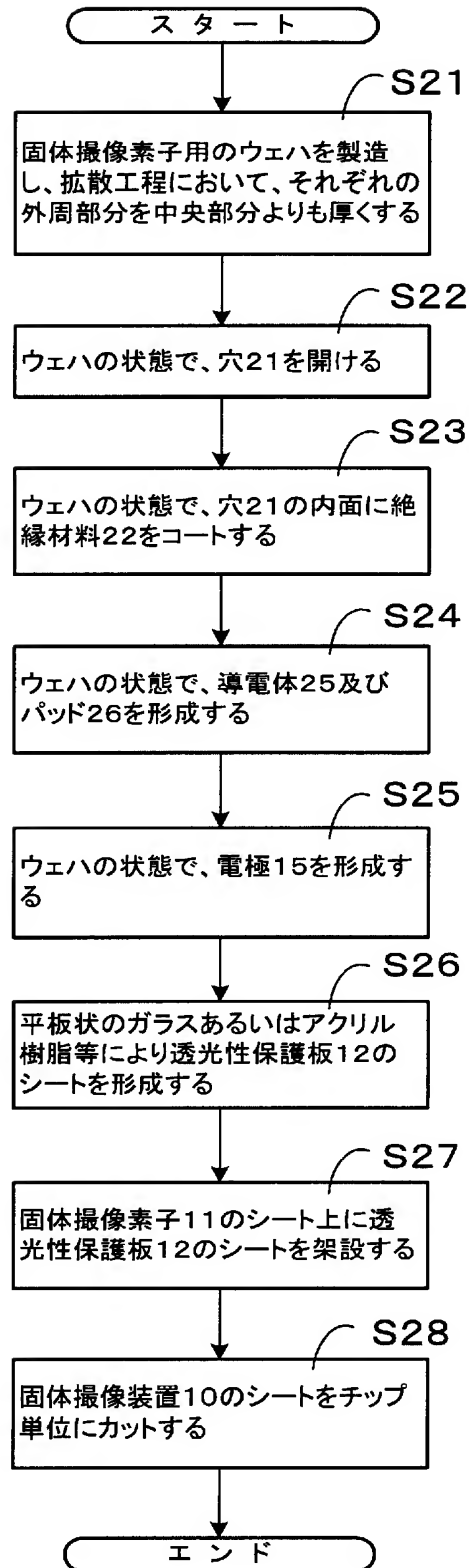 スタート
S21
固体撮像素子用のウェハを製造
し、拡散工程において、それぞれの
外周部分を中央部分よりも厚くする
S22
ウェハの状態で、穴21を開ける
S23
ウェハの状態で、穴21の内面に絶
縁材料22をコートする
S24
ウェハの状態で、導電体25及び
パッド26を形成する
S25
ウェハの状態で、電極15を形成す
る
S26
平板状のガラスあるいはアクリル
樹脂等により透光性保護板12の
シートを形成する
S27
固体撮像素子11のシート上に透
光性保護板12のシートを架設する
S28
固体撮像装置10のシートをチップ
単位にカットする
エンド